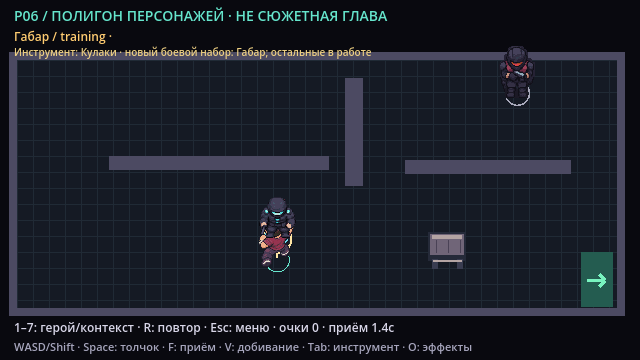 P06 / ПОЛИГОН ПЕРСОНАЖЕЙ · НЕ СЮЖЕТНАЯ ГЛАВА
Габар / training ·
Инструмент: Кулаки · новый боевой набор: Габар; остальные в работе
1–7: герой/контекст · R: повтор · Esc: меню · очки 0 · приём 1.4с
WASD/Shift · Space: толчок · F: приём · V: добивание · Tab: инструмент · O: эффекты